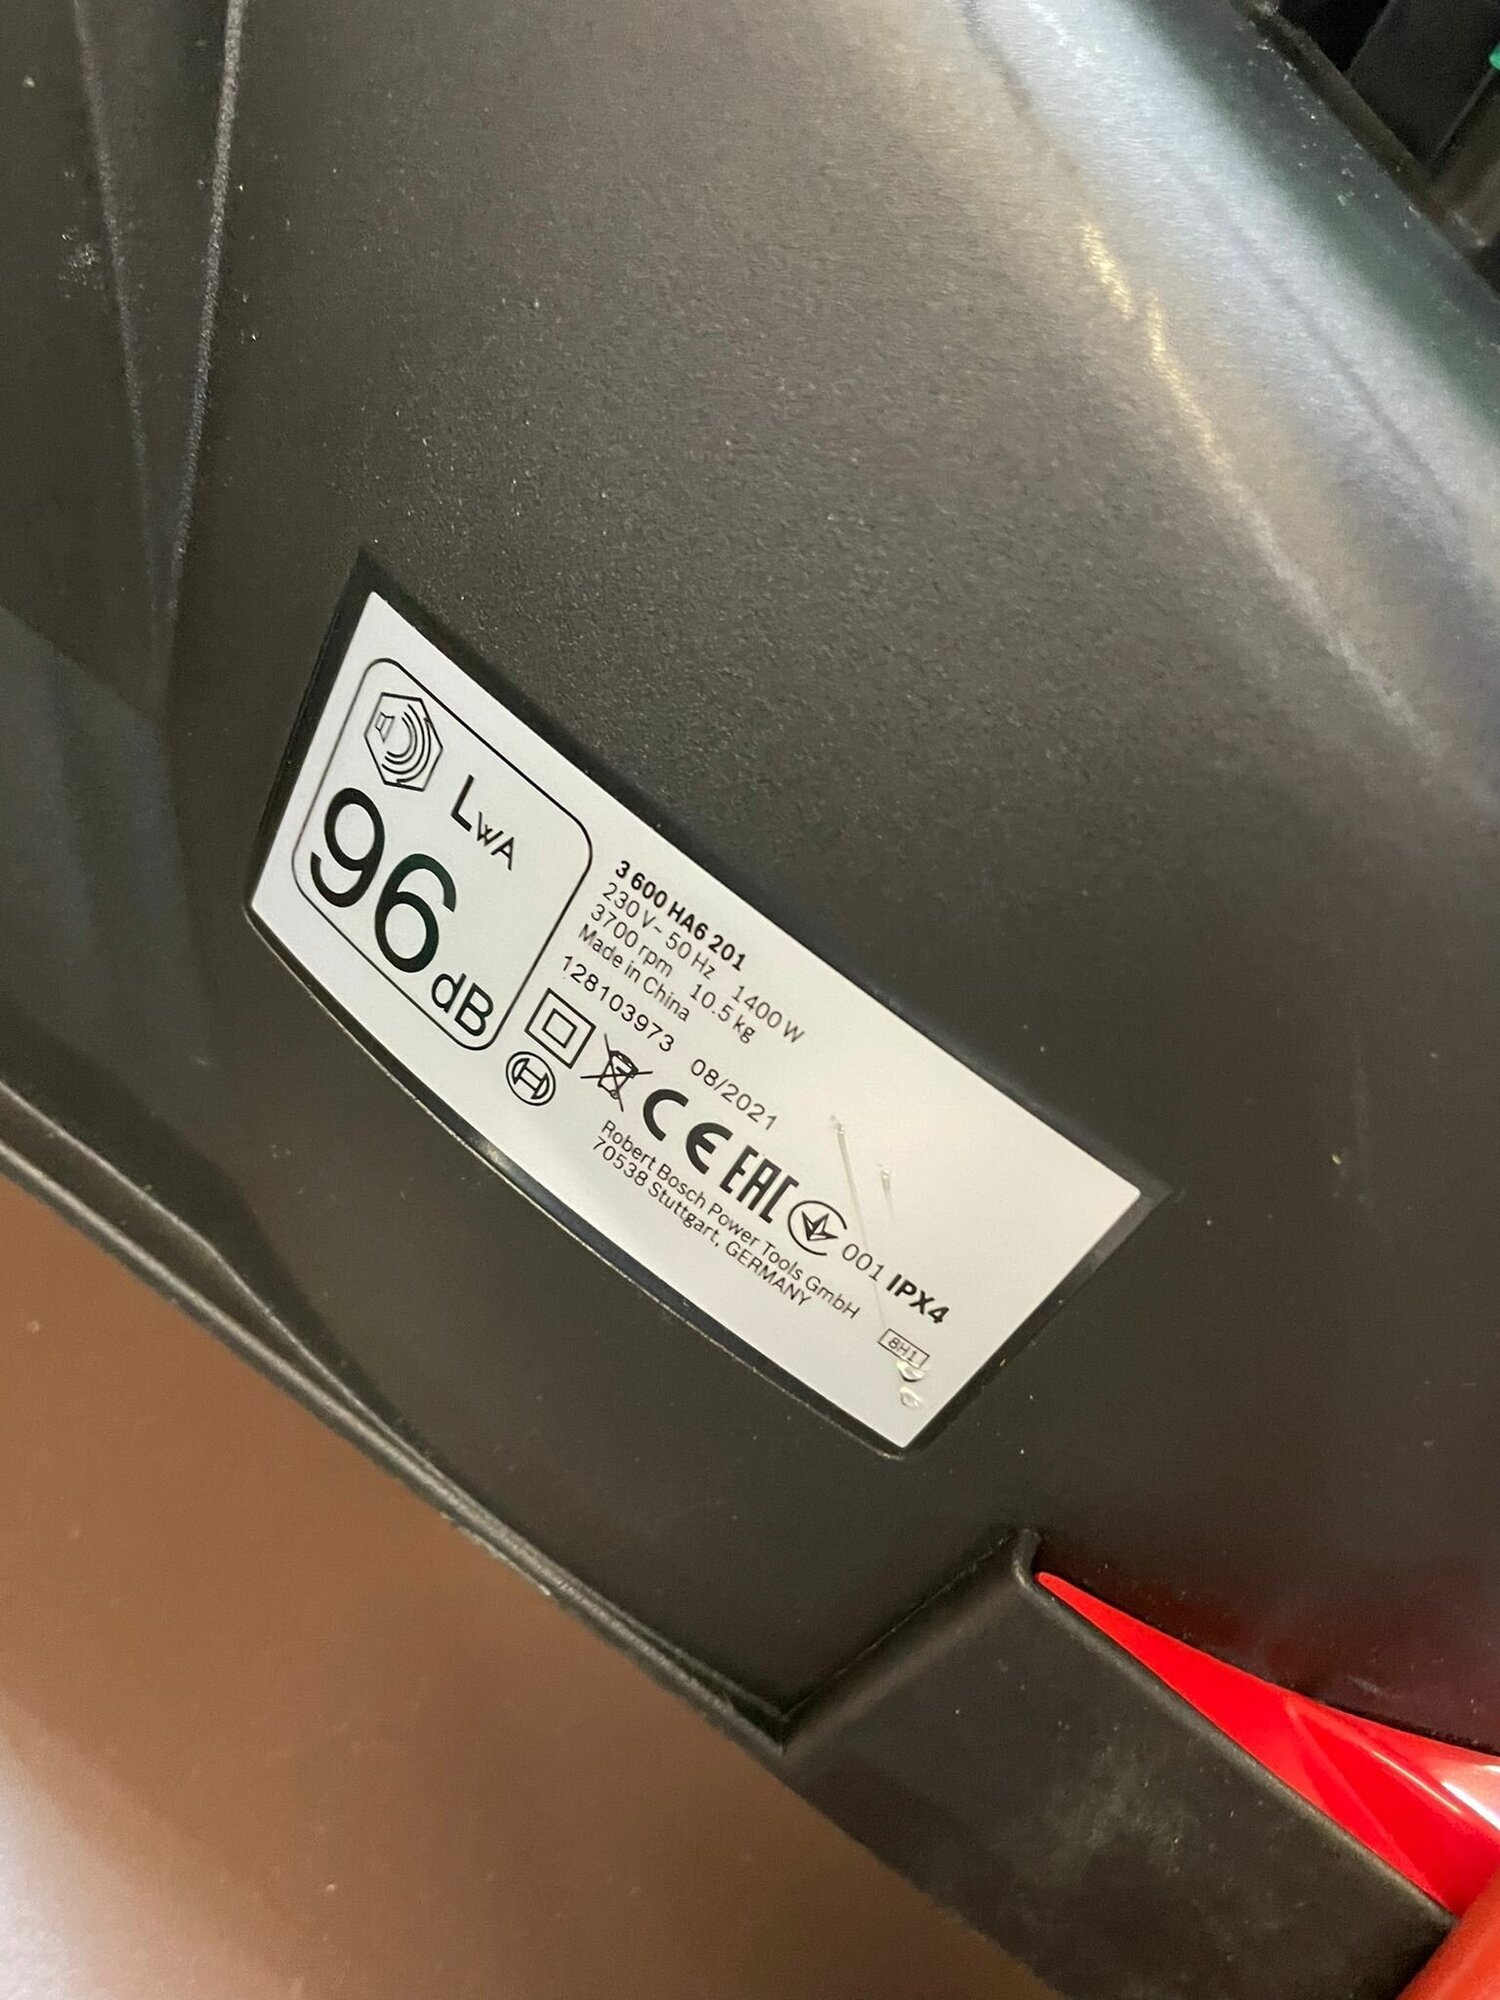 LWA
96 dB
3 600 HA6 201
230 V~ 50 Hz 1400 W
3700 rpm 10.5 kg
Made in China
128103973 08/2021
CE EAC 001 IPX4
Robert Bosch Power Tools GmbH
70538 Stuttgart, GERMANY
8H1